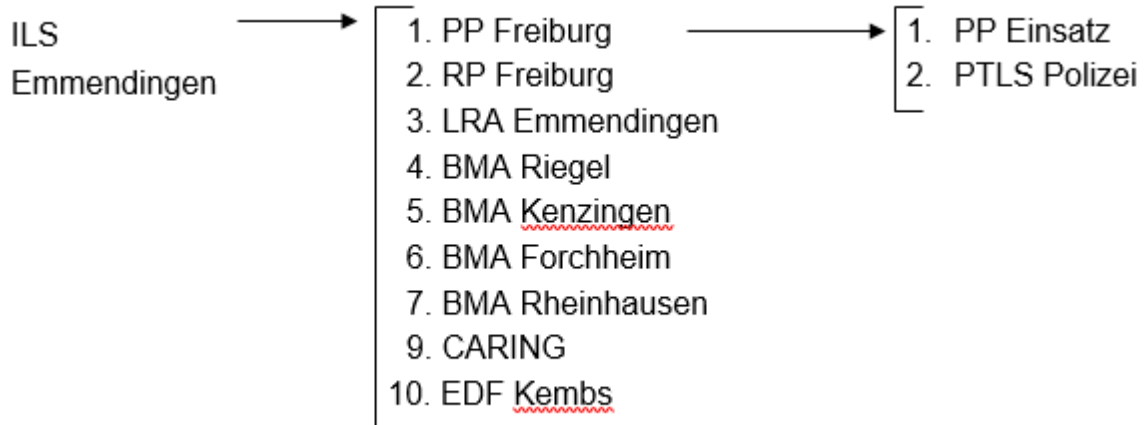 ILS
Emmendingen
1. PP Freiburg
2. RP Freiburg
3. LRA Emmendingen
4. BMA Riegel
5. BMA Kenzingen
6. BMA Forchheim
7. BMA Rheinhausen
9. CARING
10. EDF Kembs
1. PP Einsatz
2. PTLS Polizei